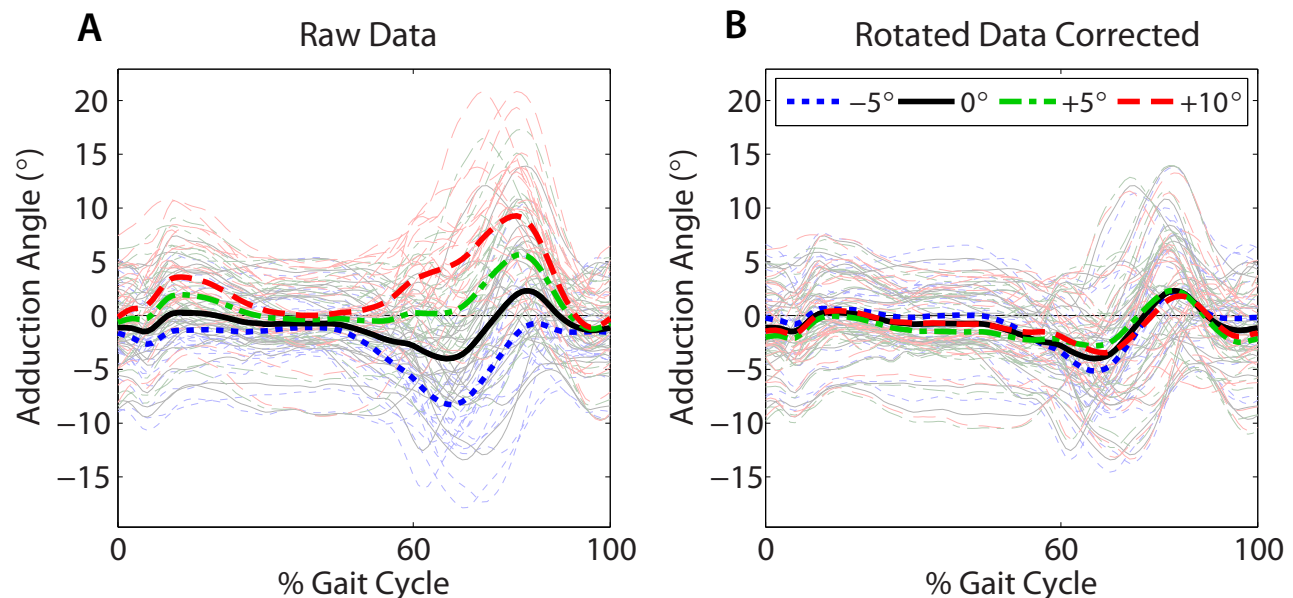 A
Raw Data
20
15
10
5
0
−5
−10
−15
Adduction Angle (°)
0
60
100
% Gait Cycle
B
Rotated Data Corrected
−5° 0° +5° +10°
20
15
10
5
0
−5
−10
−15
Adduction Angle (°)
0
60
100
% Gait Cycle